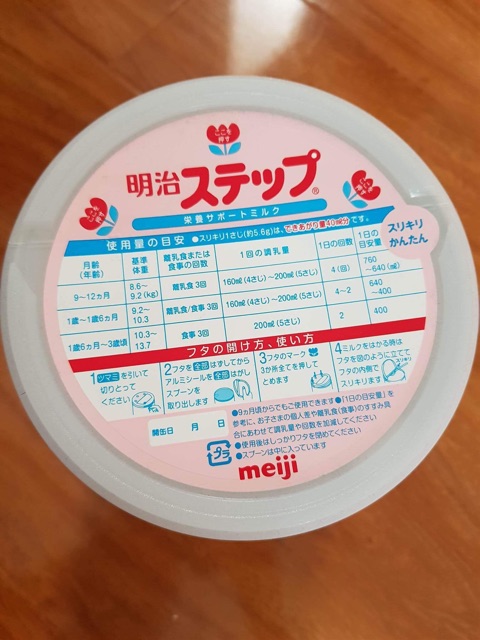 ここを押す
明治ステップ®
栄養サポートミルク
ここを押す
ここを押す
使用量の目安 ●スリキリ1さじ(約5.6g)は、できあがり量40ml分です。
スリキリ
かんたん
月齢(年齢) 基準体重 離乳食または食事の回数 1回の調乳量 1日の回数 1日の目安量
9~12ヵ月 8.6~9.2(kg) 離乳食 3回 160ml(4さじ)~200ml(5さじ) 4(回) 760~640(ml)
1歳~1歳6ヵ月 9.2~10.3 離乳食/食事 3回 160ml(4さじ)~200ml(5さじ) 4~2 640~400
1歳6ヵ月~3歳頃 10.3~13.7 食事 3回 200ml(5さじ) 2 400
フタの開け方、使い方
1 ツマミを引いて
切りとって
ください
2 フタを全部はずしてから
アルミシールを全部はがし
スプーンを
取り出します
3 フタのマーク
3か所全てを押して
とめます
4 ミルクをはかる時は
フタを図のように立てて
フタの内側で
スリキリます
開缶日 月 日
●9ヵ月頃からでもご使用できます ●「1日の目安量」を
参考に、お子さまの個人差や離乳食(食事)のすすみ具
合にあわせて調乳量や回数を加減してください
●使用後はしっかりフタを閉めてください
●スプーンは中に入っています
プラ
meiji